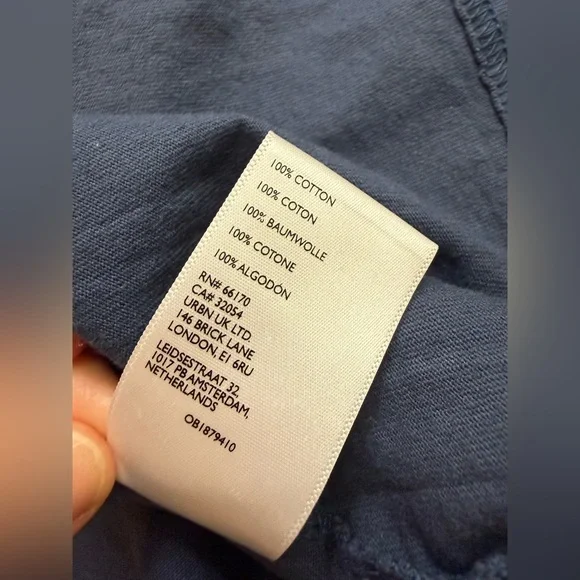 100% COTTON
100% COTON
100% BAUMWOLLE
100% COTONE
100% ALGODÓN
RN# 66170
CA# 32054
URBN UK LTD.
146 BRICK LANE
LONDON, E1 6RU
LEIDSESTRAAT 32
1017 PB AMSTERDAM,
NETHERLANDS
OB1879410